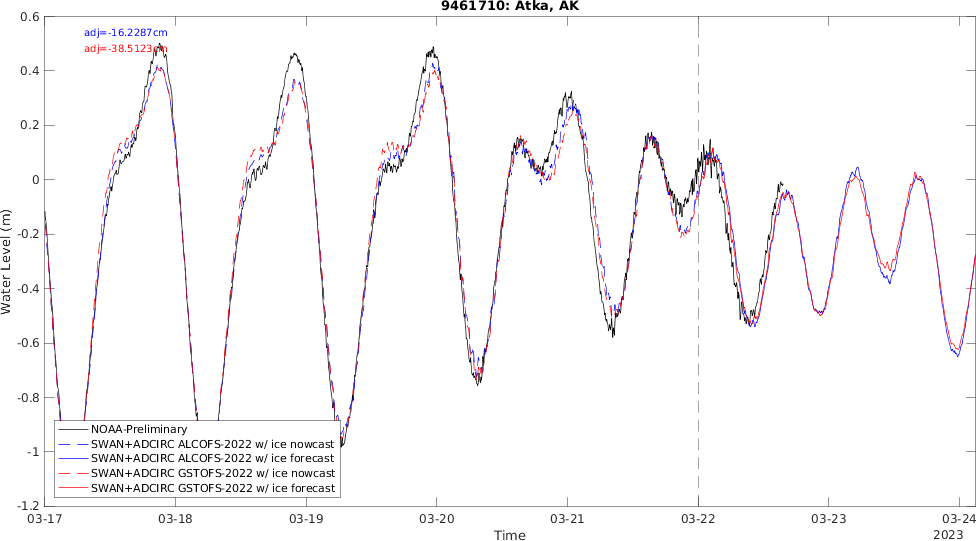 9461710: Atka, AK
adj=-16.2287cm
adj=-38.5123cm
Water Level (m)
0.6
0.4
0.2
0
-0.2
-0.4
-0.6
-0.8
-1
-1.2
NOAA-Preliminary
SWAN+ADCIRC ALCOFS-2022 w/ ice nowcast
SWAN+ADCIRC ALCOFS-2022 w/ ice forecast
SWAN+ADCIRC GSTOFS-2022 w/ ice nowcast
SWAN+ADCIRC GSTOFS-2022 w/ ice forecast
03-17 03-18 03-19 03-20 03-21 03-22 03-23 03-24
Time
2023